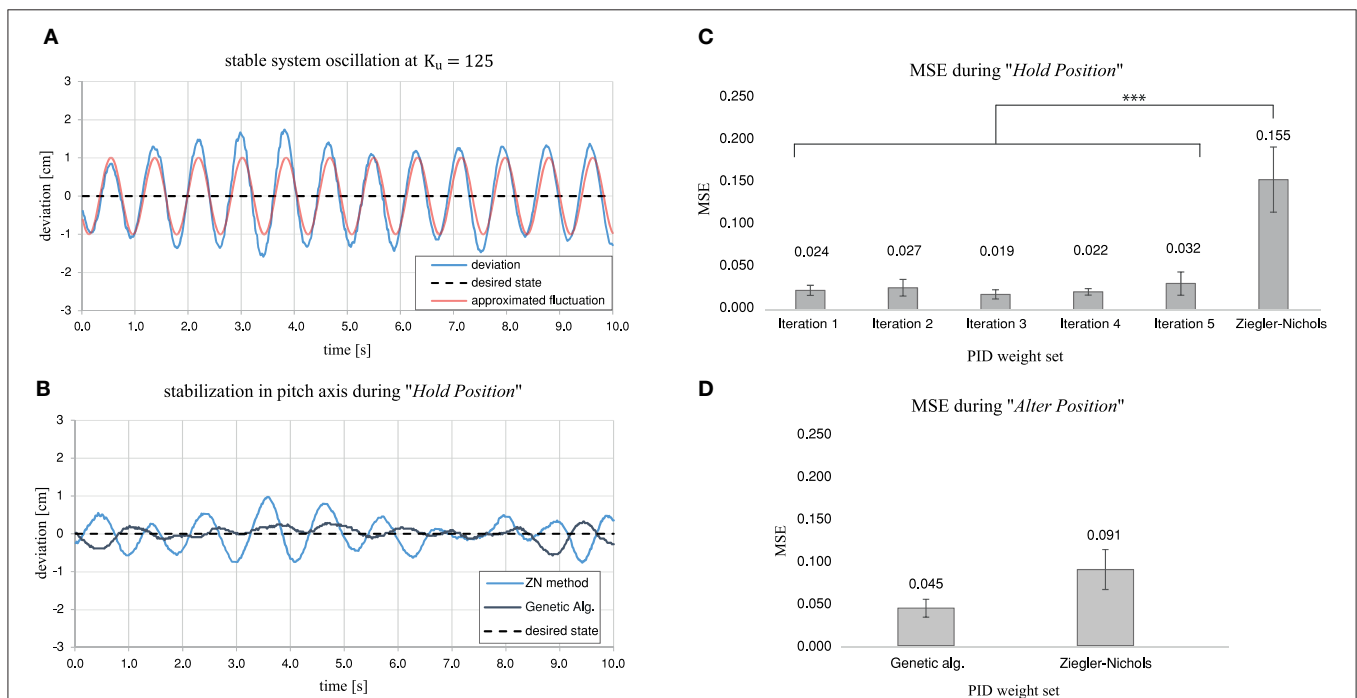 A
stable system oscillation at Kᵤ = 125
3
2
1
0
-1
-2
-3
deviation [cm]
deviation
desired state
approximated fluctuation
0.0 1.0 2.0 3.0 4.0 5.0 6.0 7.0 8.0 9.0 10.0
time [s]
B
stabilization in pitch axis during "Hold Position"
3
2
1
0
-1
-2
-3
deviation [cm]
ZN method
Genetic Alg.
desired state
0.0 1.0 2.0 3.0 4.0 5.0 6.0 7.0 8.0 9.0 10.0
time [s]
C
MSE during "Hold Position"
0.250
0.200
0.150
0.100
0.050
0.000
MSE
***
0.024 0.027 0.019 0.022 0.032 0.155
Iteration 1 Iteration 2 Iteration 3 Iteration 4 Iteration 5 Ziegler-Nichols
PID weight set
D
MSE during "Alter Position"
0.250
0.200
0.150
0.100
0.050
0.000
MSE
0.045 0.091
Genetic alg. Ziegler-Nichols
PID weight set